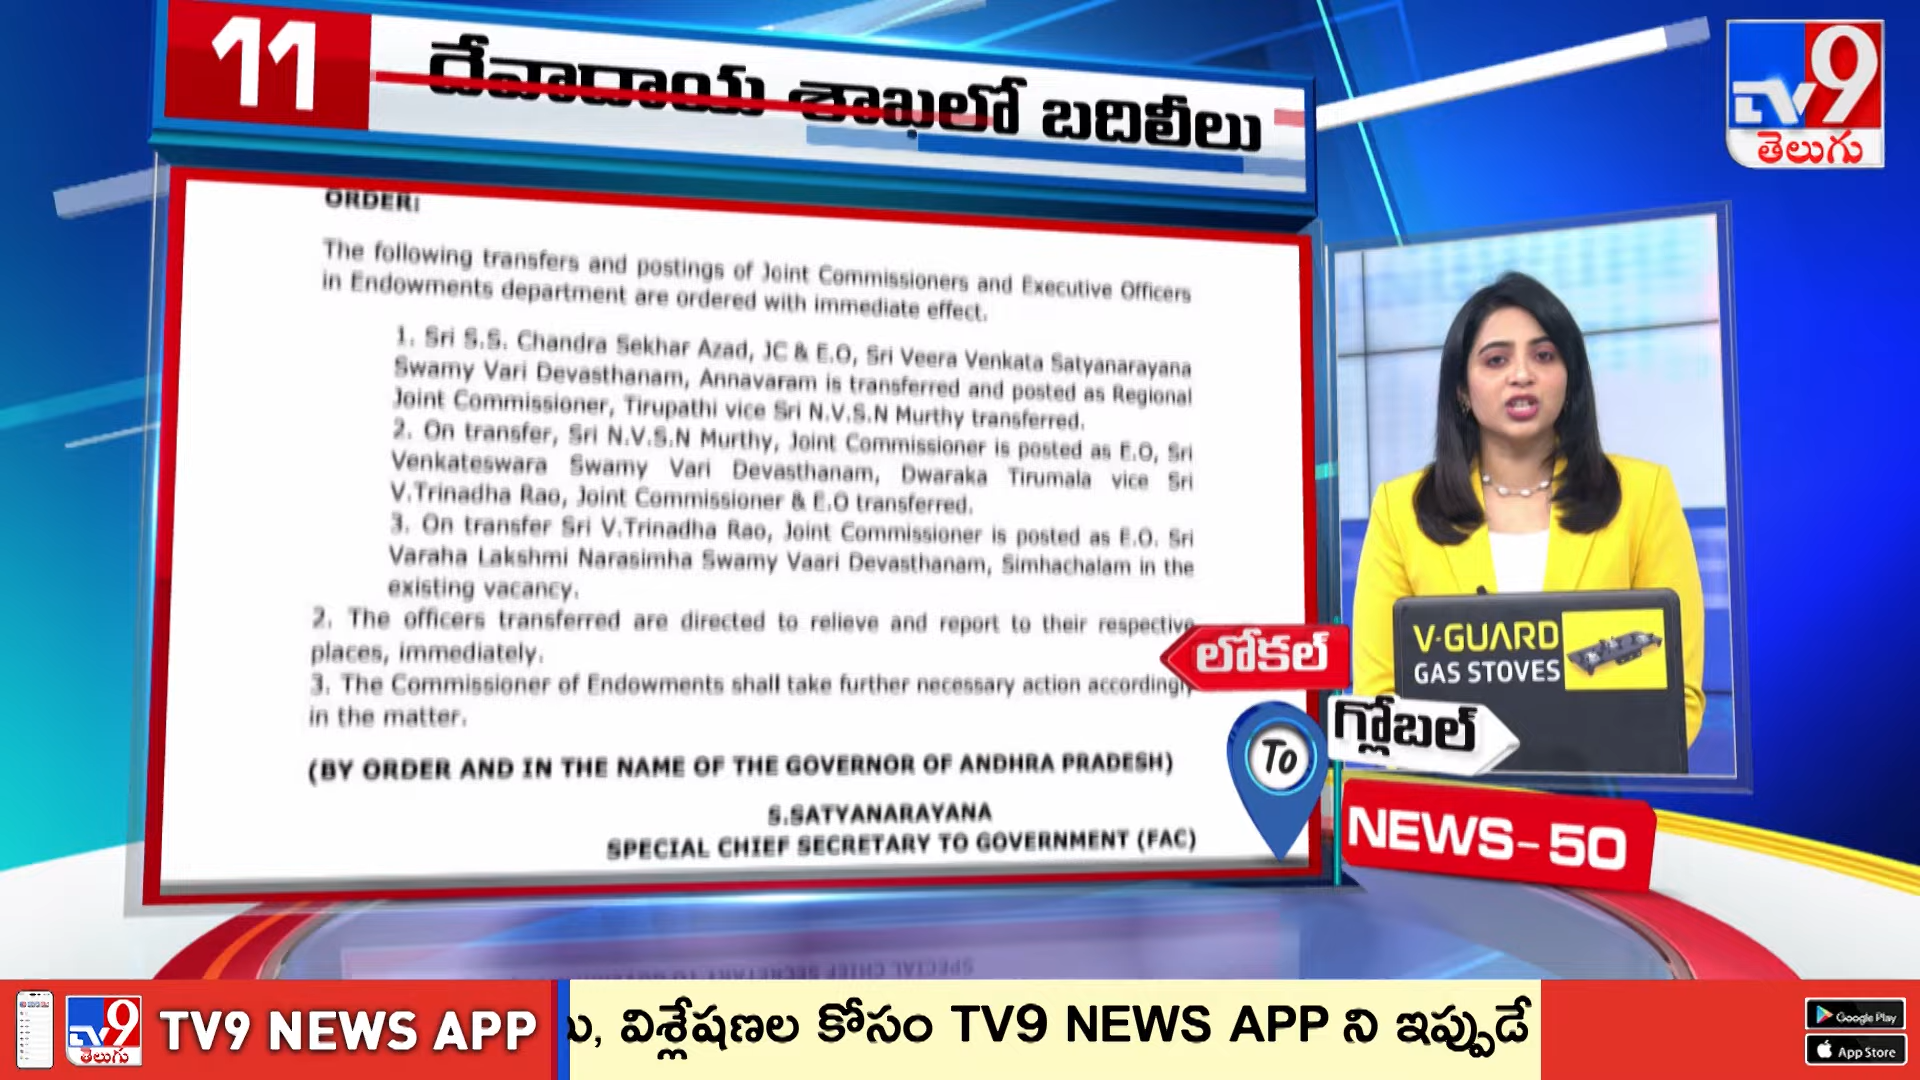 11
దేవాదాయ శాఖలో బదిలీలు
TV9
తెలుగు
ORDER:
The following transfers and postings of Joint Commissioners and Executive Officers
in Endowments department are ordered with immediate effect.
1. Sri S.S. Chandra Sekhar Azad, JC & E.O, Sri Veera Venkata Satyanarayana
Swamy Vari Devasthanam, Annavaram is transferred and posted as Regional
Joint Commissioner, Tirupathi vice Sri N.V.S.N Murthy transferred.
2. On transfer, Sri N.V.S.N Murthy, Joint Commissioner is posted as E.O, Sri
Venkateswara Swamy Vari Devasthanam, Dwaraka Tirumala vice Sri
V.Trinadha Rao, Joint Commissioner & E.O transferred.
3. On transfer Sri V.Trinadha Rao, Joint Commissioner is posted as E.O. Sri
Varaha Lakshmi Narasimha Swamy Vaari Devasthanam, Simhachalam in the
existing vacancy.
2. The officers transferred are directed to relieve and report to their respective
places, immediately.
3. The Commissioner of Endowments shall take further necessary action accordingly
in the matter.
(BY ORDER AND IN THE NAME OF THE GOVERNOR OF ANDHRA PRADESH)
S.SATYANARAYANA
SPECIAL CHIEF SECRETARY TO GOVERNMENT (FAC)
V-GUARD
GAS STOVES
లోకల్
To
గ్లోబల్
NEWS-50
TV9
తెలుగు
TV9 NEWS APP
విశ్లేషణల కోసం TV9 NEWS APP ని ఇప్పుడే
Google Play
App Store